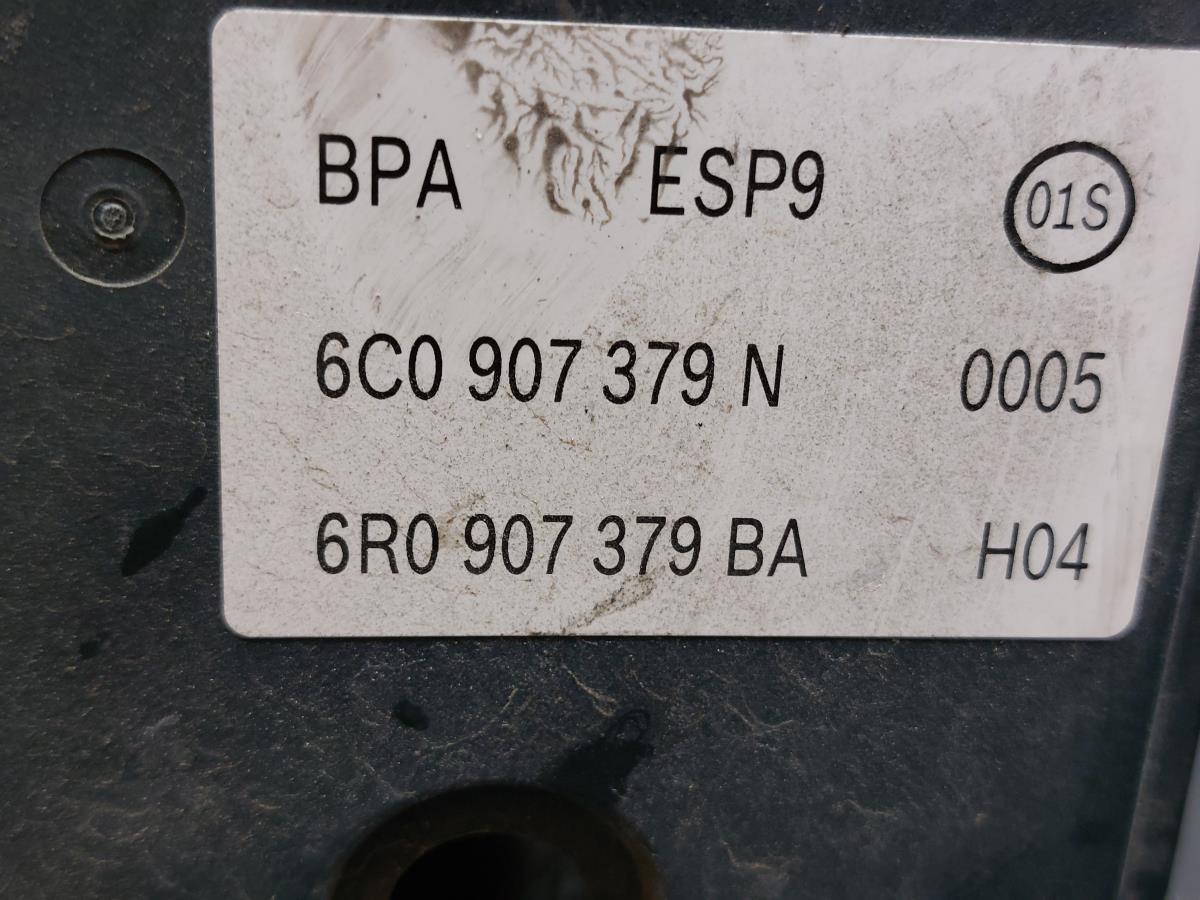 BPA ESP9 01S
6C0 907 379 N 0005
6R0 907 379 BA H04